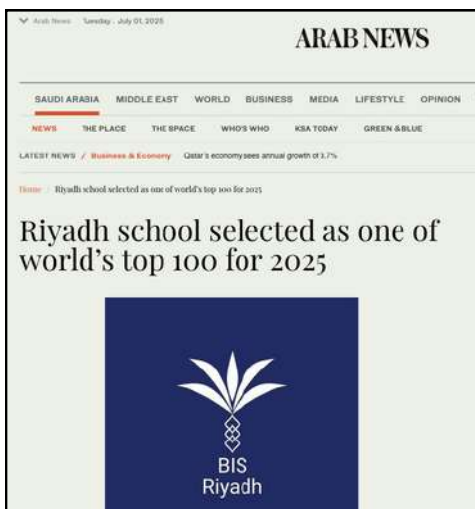 Arab News Tuesday . July 01, 2025
ARAB NEWS
SAUDI ARABIA MIDDLE EAST WORLD BUSINESS MEDIA LIFESTYLE OPINION
NEWS THE PLACE THE SPACE WHO'S WHO KSA TODAY GREEN & BLUE
LATEST NEWS / Business & Economy Qatar's economy sees annual growth of 3.7%
Home / Riyadh school selected as one of world's top 100 for 2025
Riyadh school selected as one of
world's top 100 for 2025
BIS
Riyadh